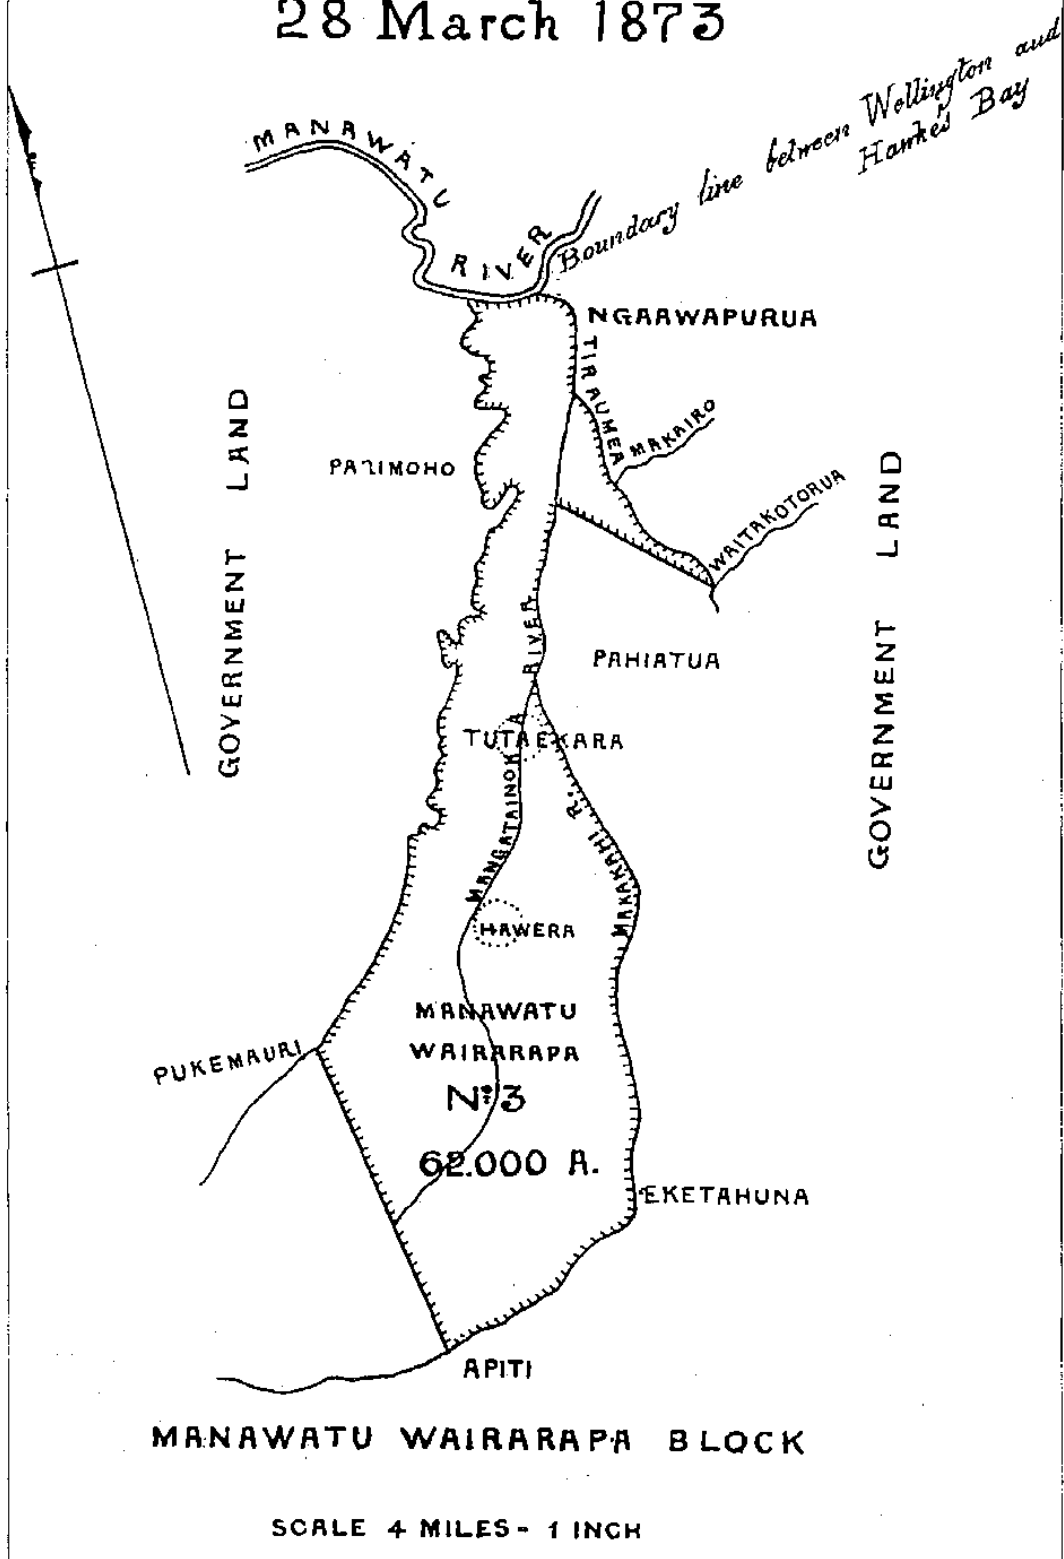 28 March 1873
Boundary line between Wellington and
Hawke's Bay
MANAWATU
RIVER
NGAAWAPURUA
TIRAUMEA
MAKAIRO
PARIMOHO
WAITAKOTORUA
GOVERNMENT LAND
GOVERNMENT LAND
PAHIATUA
TUTAEKARA
MANGATAINOKA RIVER
MAKAKAHI R.
HAWERA
MANAWATU
WAIRARAPA
No. 3
62.000 A.
PUKEMAURI
EKETAHUNA
APITI
MANAWATU WAIRARAPA BLOCK
SCALE 4 MILES - 1 INCH